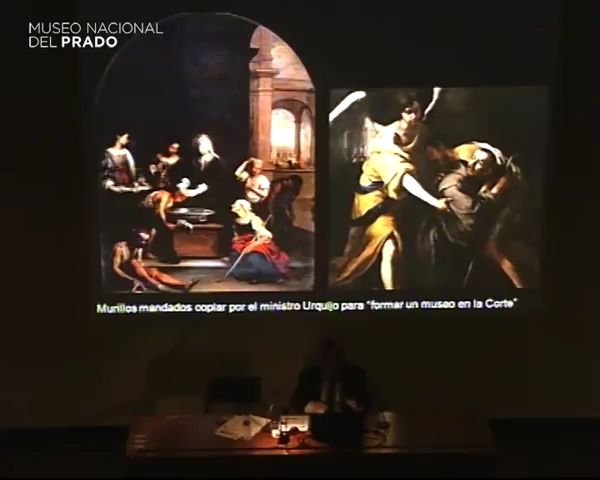 MUSEO NACIONAL
DEL PRADO
Murillos mandados copiar por el ministro Urquijo para "formar un museo en la Corte"